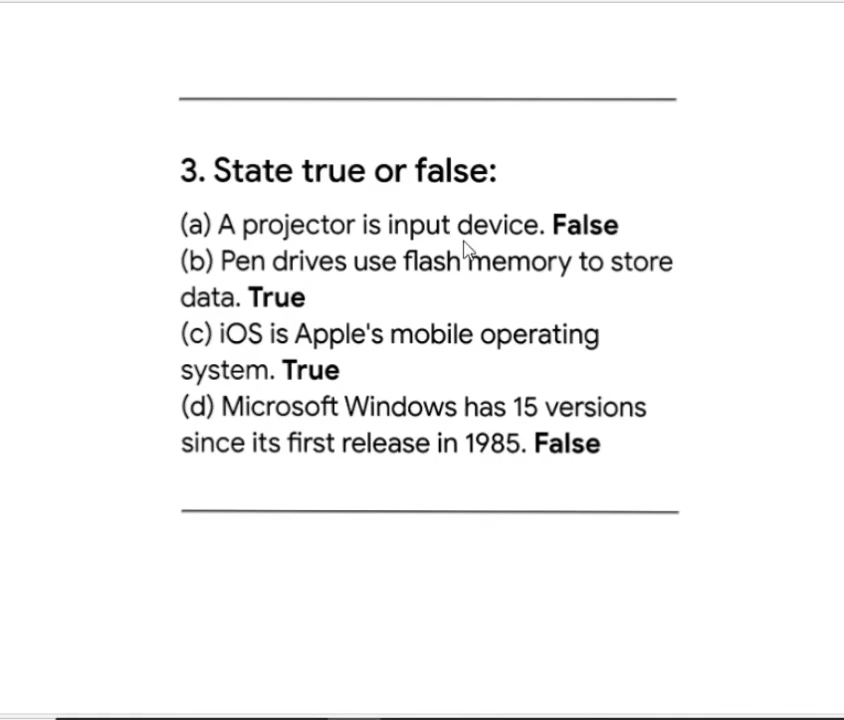 3. State true or false:
(a) A projector is input device. False
(b) Pen drives use flash memory to store
data. True
(c) iOS is Apple's mobile operating
system. True
(d) Microsoft Windows has 15 versions
since its first release in 1985. False